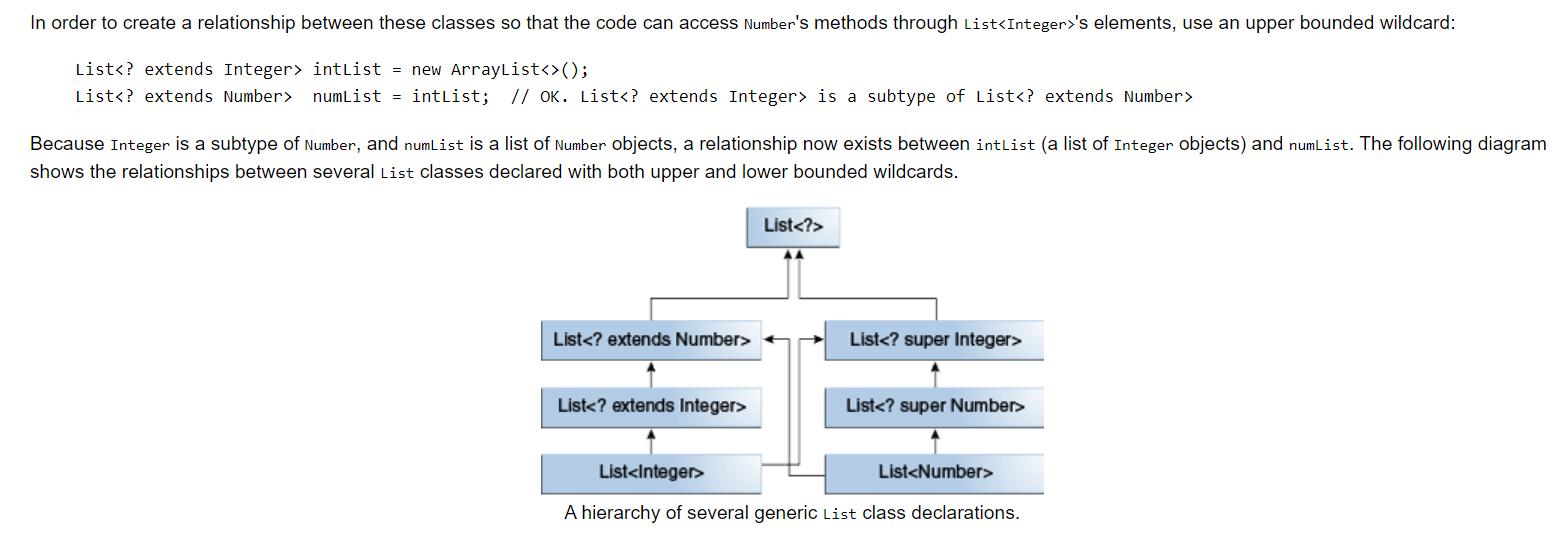 In order to create a relationship between these classes so that the code can access Number's methods through List<Integer>'s elements, use an upper bounded wildcard:
List<? extends Integer> intList = new ArrayList<>();
List<? extends Number>  numList = intList;  // OK. List<? extends Integer> is a subtype of List<? extends Number>
Because Integer is a subtype of Number, and numList is a list of Number objects, a relationship now exists between intList (a list of Integer objects) and numList. The following diagram
shows the relationships between several List classes declared with both upper and lower bounded wildcards.
List<?>
List<? extends Number>
List<? super Integer>
List<? extends Integer>
List<? super Number>
List<Integer>
List<Number>
A hierarchy of several generic List class declarations.